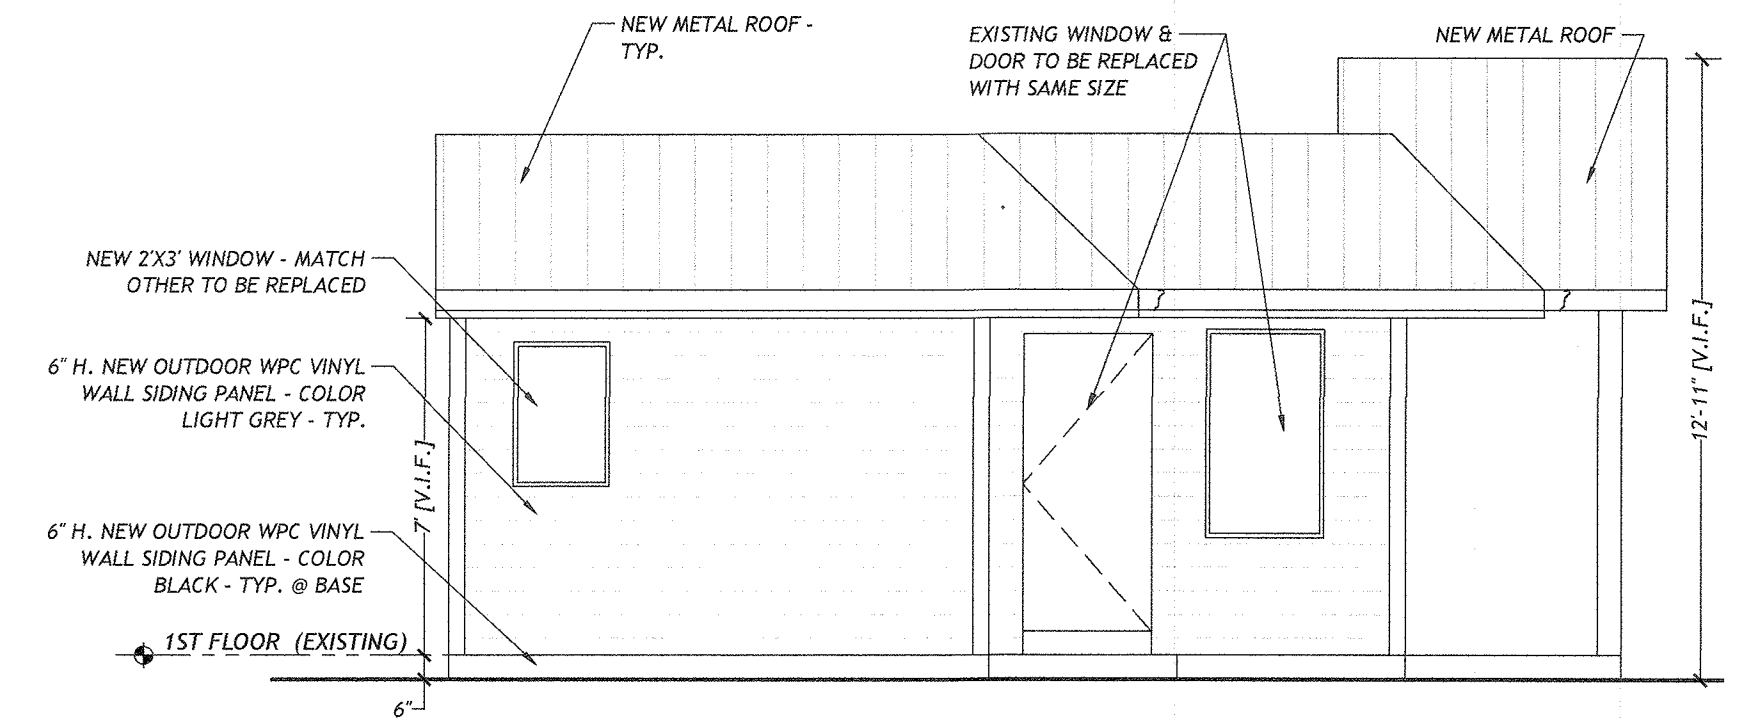 NEW METAL ROOF -
TYP.
EXISTING WINDOW &
DOOR TO BE REPLACED
WITH SAME SIZE
NEW METAL ROOF
NEW 2'X3' WINDOW - MATCH
OTHER TO BE REPLACED
6" H. NEW OUTDOOR WPC VINYL
WALL SIDING PANEL - COLOR
LIGHT GREY - TYP.
7' [V.I.F.]
12'-11" [V.I.F.]
6" H. NEW OUTDOOR WPC VINYL
WALL SIDING PANEL - COLOR
BLACK - TYP. @ BASE
1ST FLOOR (EXISTING)
6"